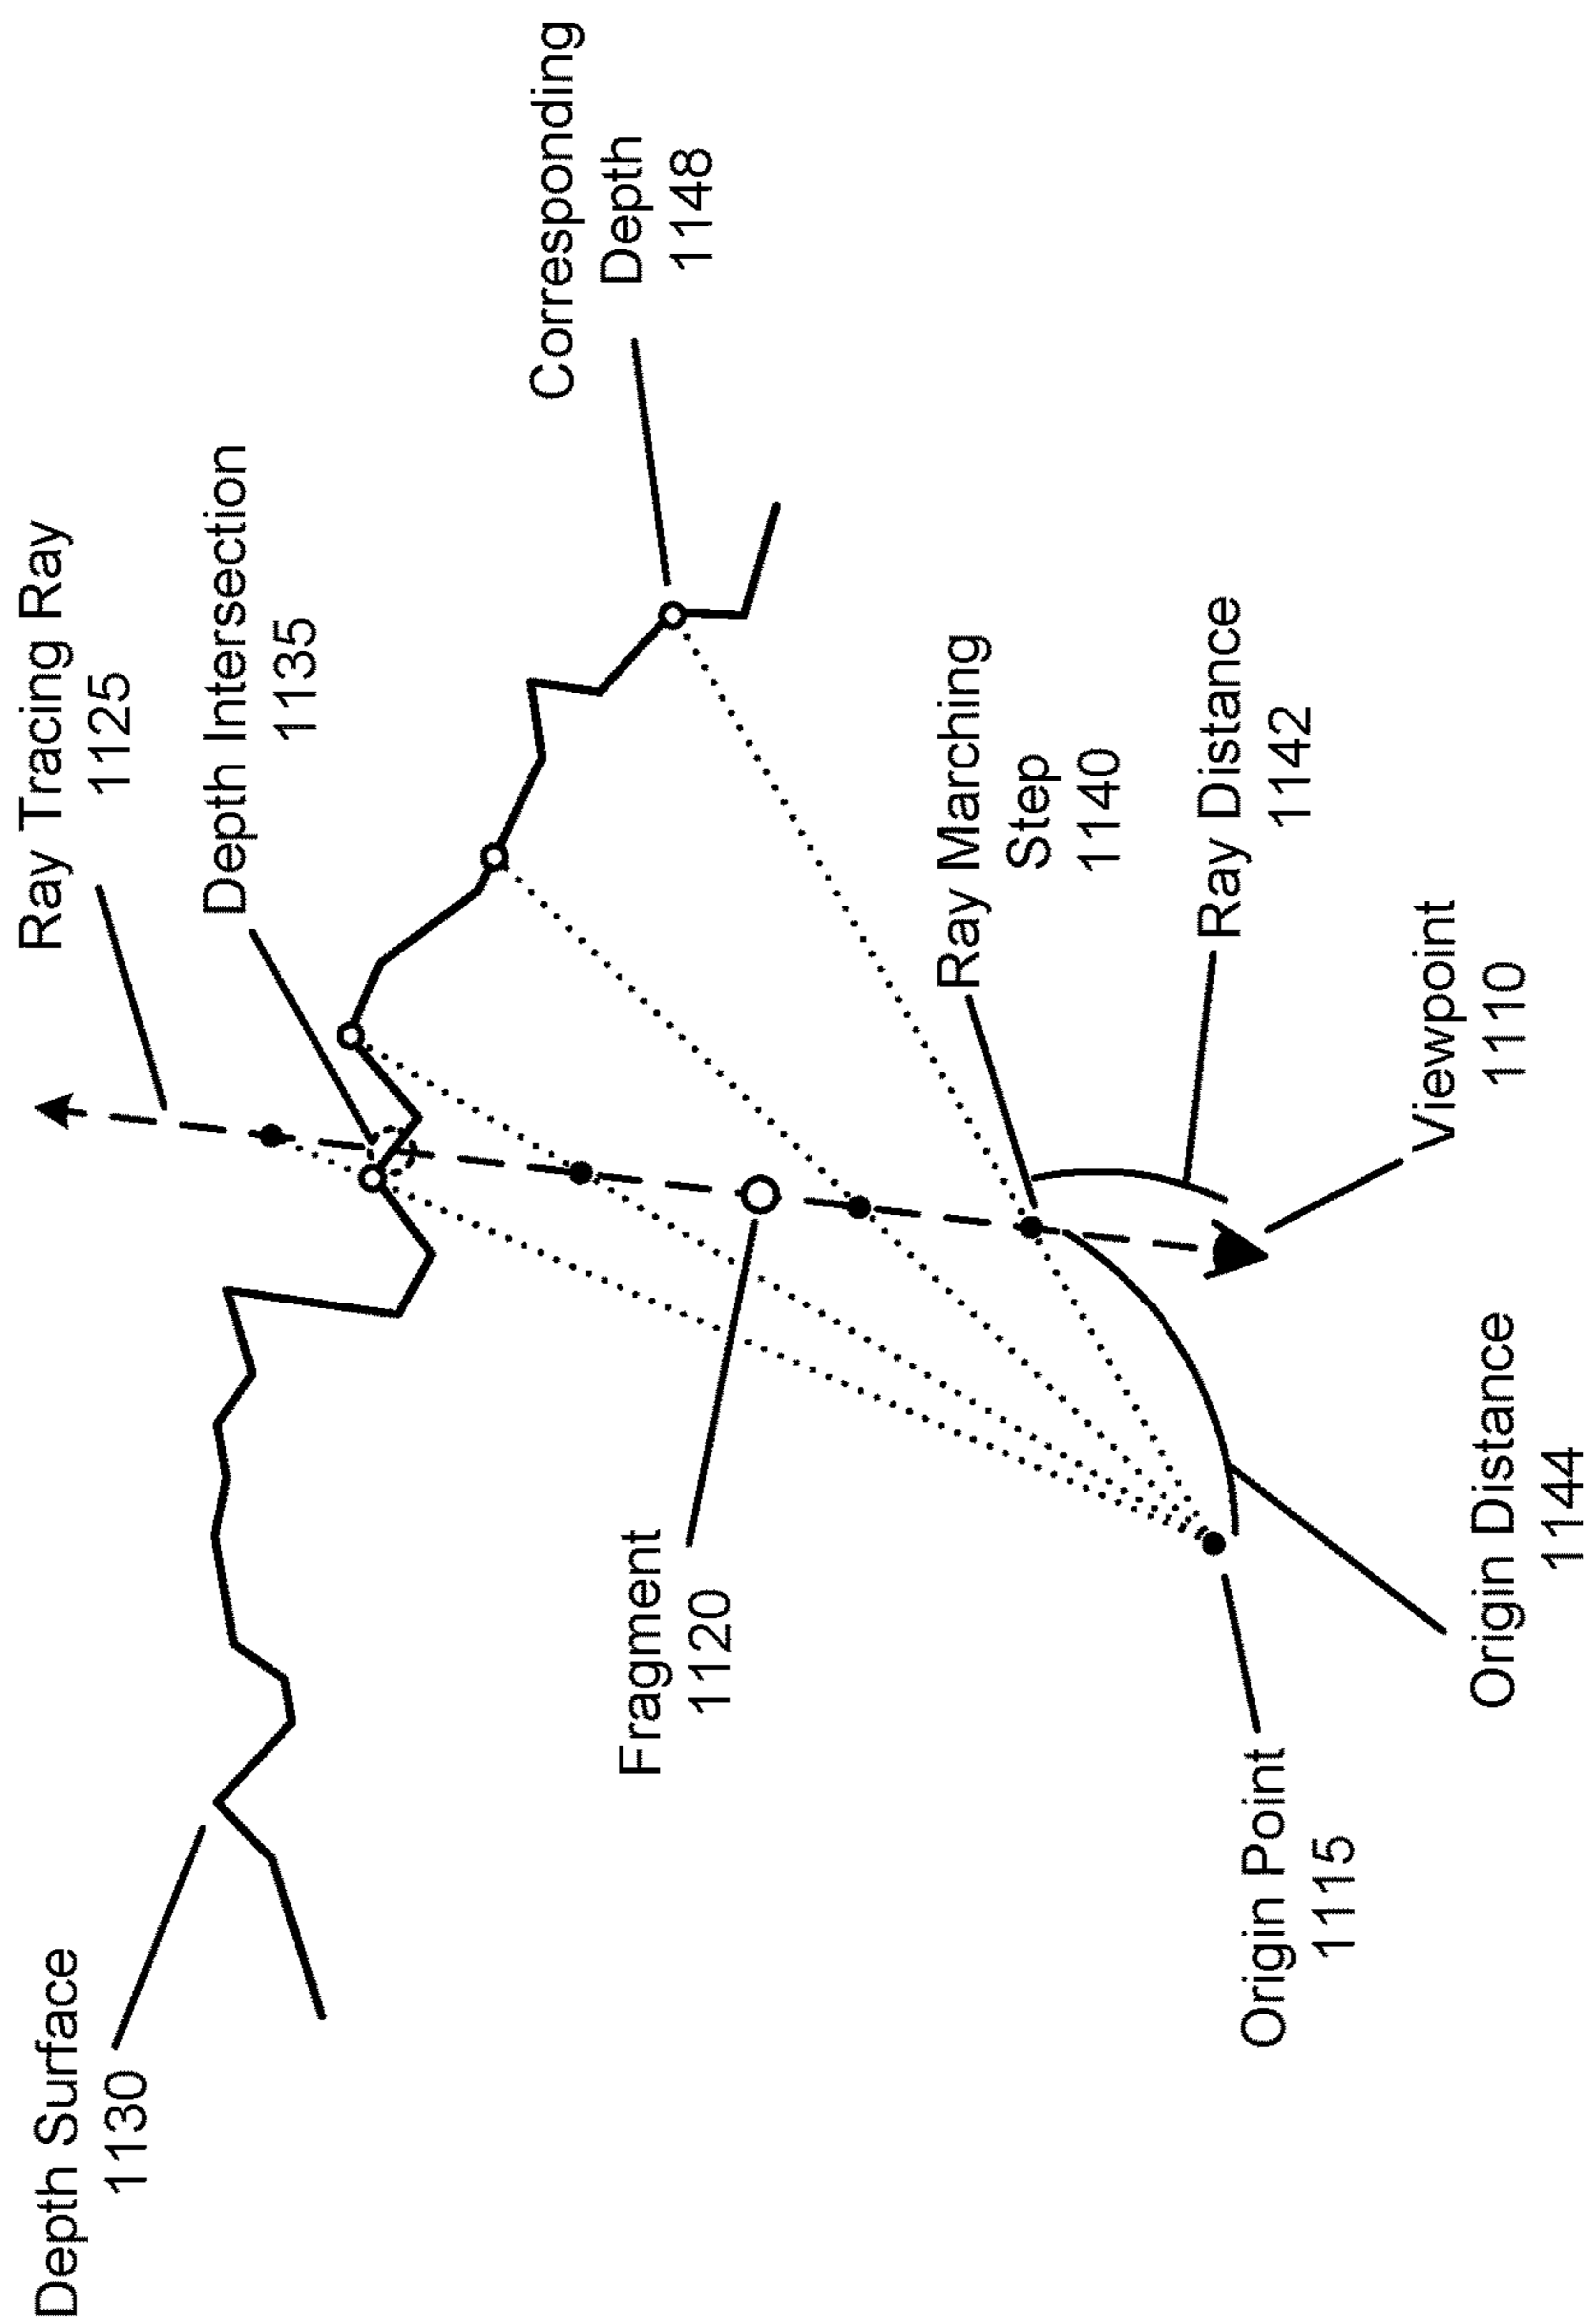 Depth Surface
1130
Ray Tracing Ray
1125
Depth Intersection
1135
Corresponding
Depth
1148
Fragment
1120
Ray Marching
Step
1140
Ray Distance
1142
Viewpoint
1110
Origin Point
1115
Origin Distance
1144